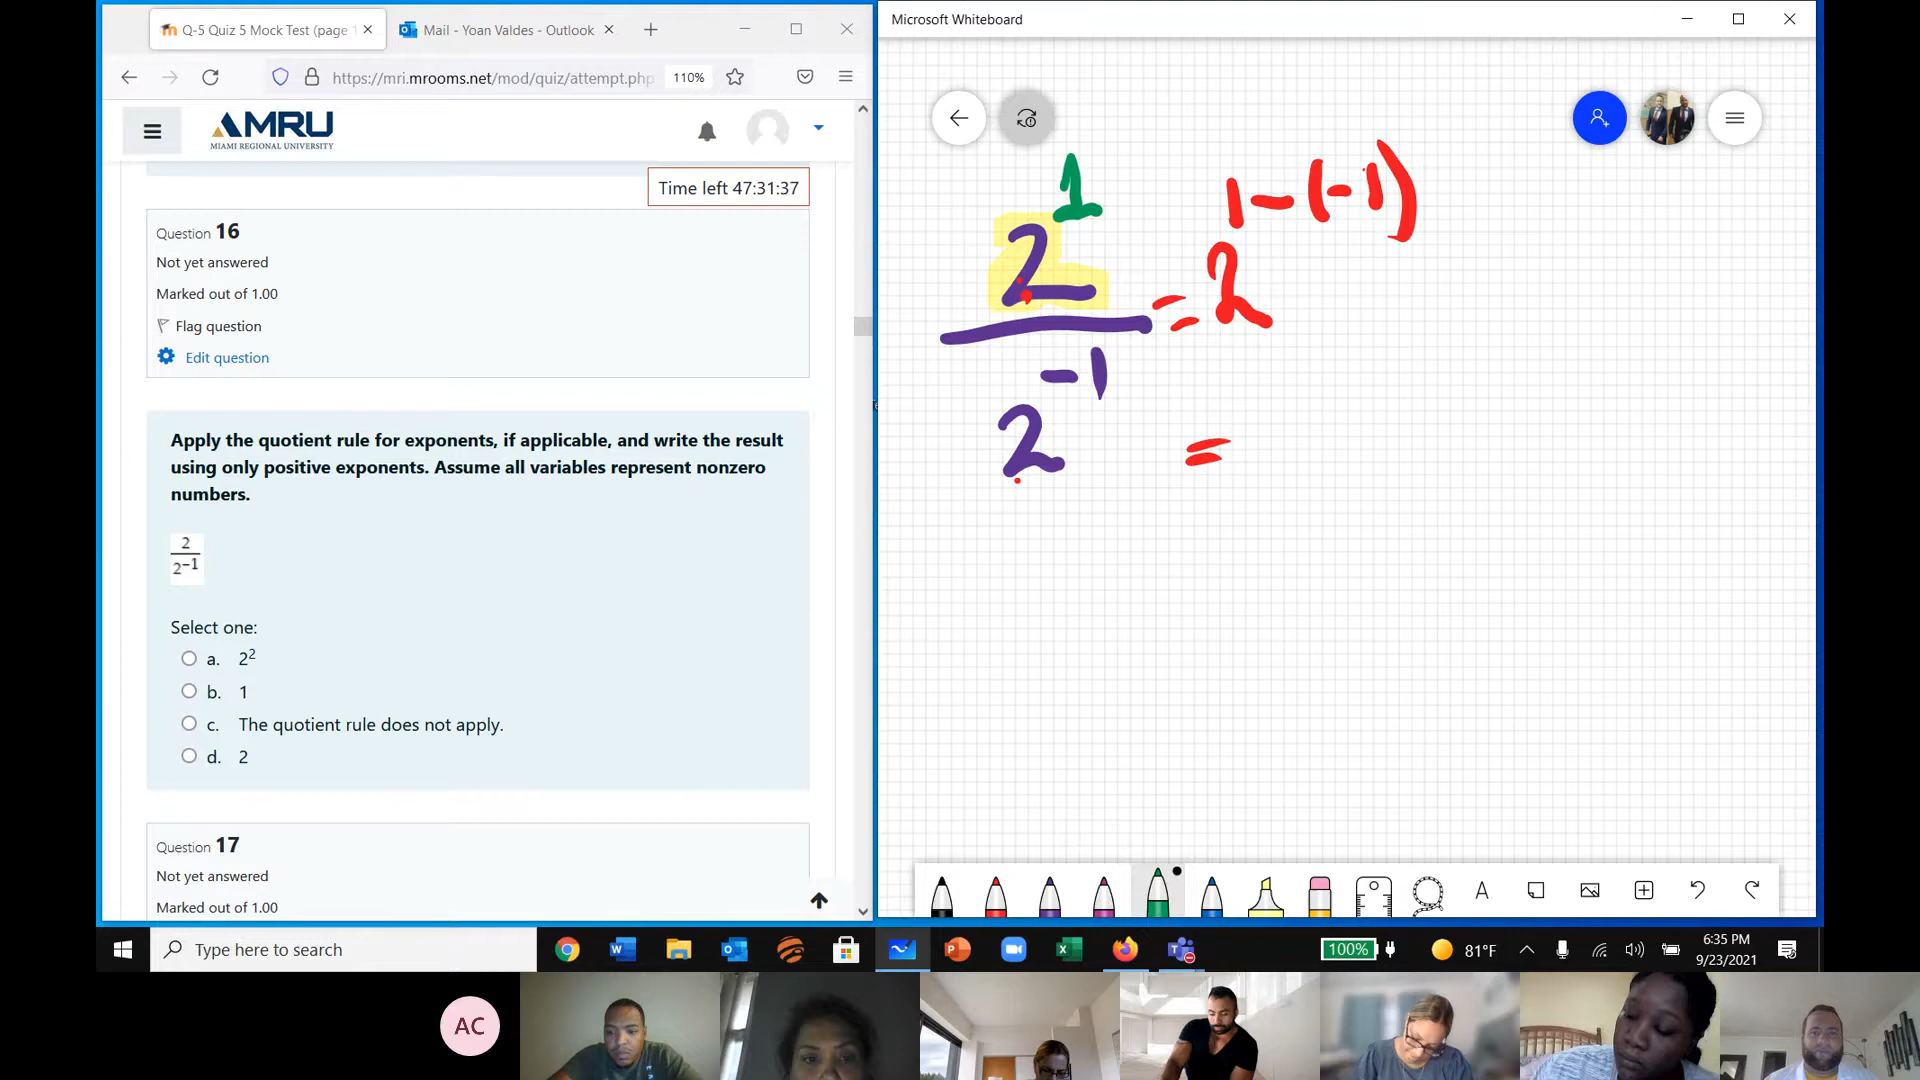 Q-5 Quiz 5 Mock Test (page 1
Mail - Yoan Valdes - Outlook
https://mri.mrooms.net/mod/quiz/attempt.php
110%
AMRU
MIAMI REGIONAL UNIVERSITY
Time left 47:31:37
Question 16
Not yet answered
Marked out of 1.00
Flag question
Edit question
Apply the quotient rule for exponents, if applicable, and write the result
using only positive exponents. Assume all variables represent nonzero
numbers.
2
2⁻¹
Select one:
a. 2²
b. 1
c. The quotient rule does not apply.
d. 2
Question 17
Not yet answered
Marked out of 1.00
Microsoft Whiteboard
1
1-(-1)
2
= 2
-1
2
=
A
Type here to search
100%
81°F
6:35 PM
9/23/2021
AC